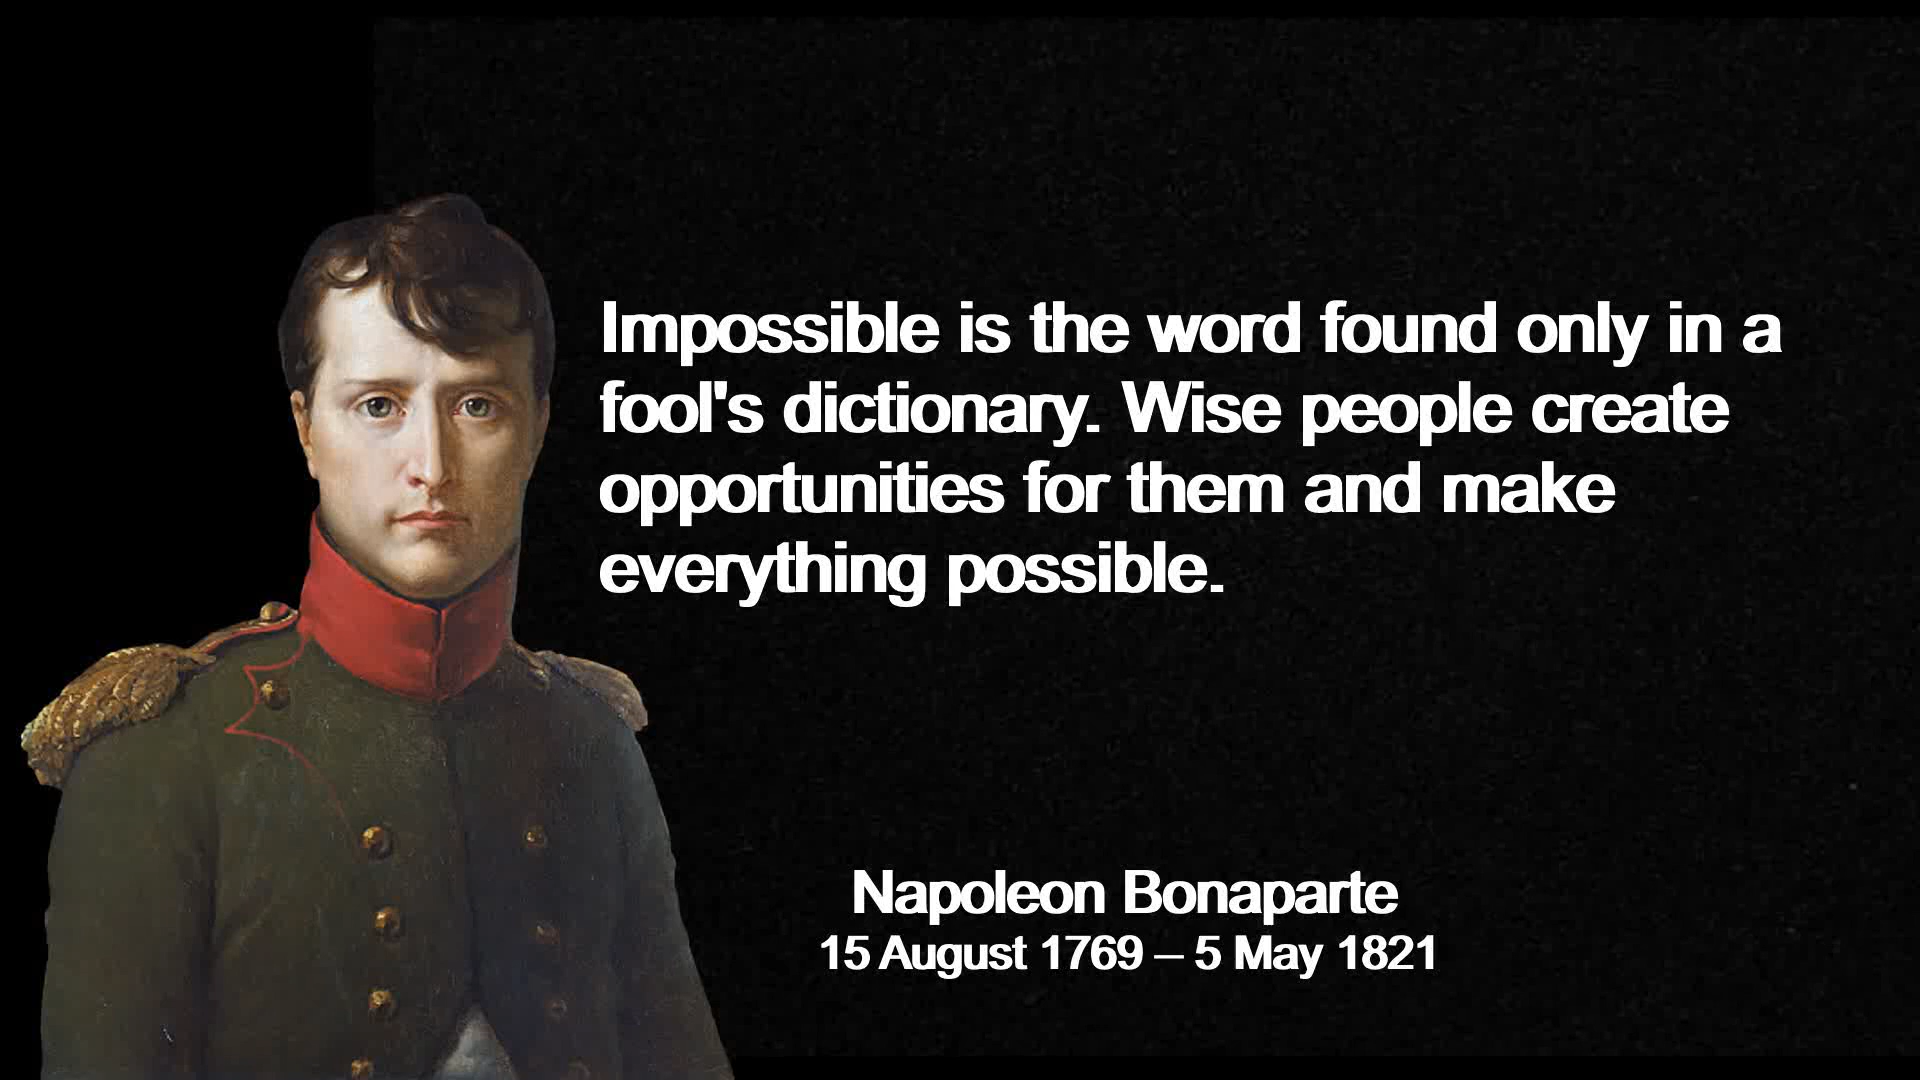 Impossible is the word found only in a
fool's dictionary. Wise people create
opportunities for them and make
everything possible.
Napoleon Bonaparte
15 August 1769 – 5 May 1821